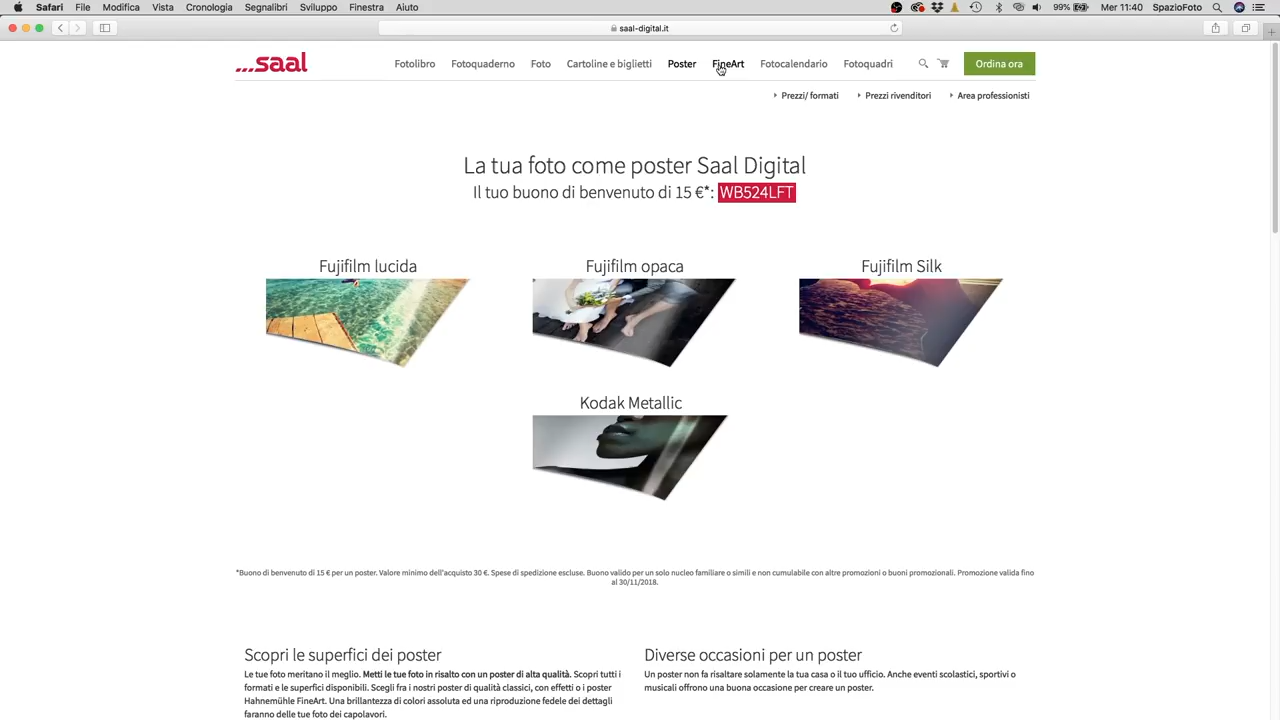 Safari File Modifica Vista Cronologia Segnalibri Sviluppo Finestra Aiuto 99% Mer 11:40 SpazioFoto
saal-digital.it
...saal Fotolibro Fotoquaderno Foto Cartoline e biglietti Poster FineArt Fotocalendario Fotoquadri Ordina ora
Prezzi/ formati Prezzi rivenditori Area professionisti
La tua foto come poster Saal Digital
Il tuo buono di benvenuto di 15 €*: WB524LFT
Fujifilm lucida Fujifilm opaca Fujifilm Silk
Kodak Metallic
*Buono di benvenuto di 15 € per un poster. Valore minimo dell'acquisto 30 €. Spese di spedizione escluse. Buono valido per un solo nucleo familiare o simili e non cumulabile con altre promozioni o buoni promozionali. Promozione valida fino
al 30/11/2018.
Scopri le superfici dei poster
Le tue foto meritano il meglio. Metti le tue foto in risalto con un poster di alta qualità. Scopri tutti i
formati e le superfici disponibili. Scegli fra i nostri poster di qualità classici, con effetti o i poster
Hahnemühle FineArt. Una brillantezza di colori assoluta ed una riproduzione fedele dei dettagli
faranno delle tue foto dei capolavori.
Diverse occasioni per un poster
Un poster non fa risaltare solamente la tua casa o il tuo ufficio. Anche eventi scolastici, sportivi o
musicali offrono una buona occasione per creare un poster.